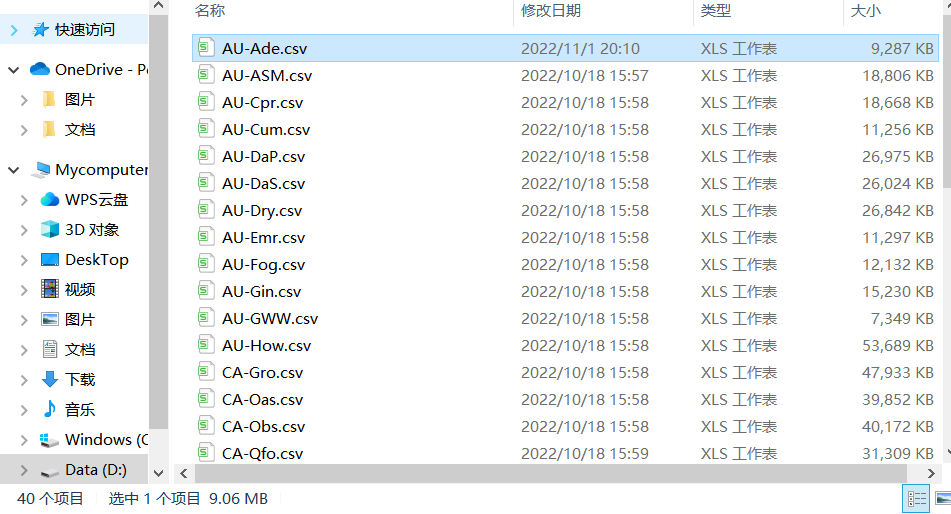 名称 修改日期 类型 大小
快速访问
OneDrive - Pe
图片
文档
Mycomputer
WPS云盘
3D 对象
DeskTop
视频
图片
文档
下载
音乐
Windows (C
Data (D:)
AU-Ade.csv 2022/11/1 20:10 XLS 工作表 9,287 KB
AU-ASM.csv 2022/10/18 15:57 XLS 工作表 18,806 KB
AU-Cpr.csv 2022/10/18 15:58 XLS 工作表 18,668 KB
AU-Cum.csv 2022/10/18 15:58 XLS 工作表 11,256 KB
AU-DaP.csv 2022/10/18 15:58 XLS 工作表 26,975 KB
AU-DaS.csv 2022/10/18 15:58 XLS 工作表 26,024 KB
AU-Dry.csv 2022/10/18 15:58 XLS 工作表 26,842 KB
AU-Emr.csv 2022/10/18 15:58 XLS 工作表 11,297 KB
AU-Fog.csv 2022/10/18 15:58 XLS 工作表 12,132 KB
AU-Gin.csv 2022/10/18 15:58 XLS 工作表 15,230 KB
AU-GWW.csv 2022/10/18 15:58 XLS 工作表 7,349 KB
AU-How.csv 2022/10/18 15:58 XLS 工作表 53,689 KB
CA-Gro.csv 2022/10/18 15:58 XLS 工作表 47,933 KB
CA-Oas.csv 2022/10/18 15:58 XLS 工作表 39,852 KB
CA-Obs.csv 2022/10/18 15:58 XLS 工作表 40,172 KB
CA-Qfo.csv 2022/10/18 15:59 XLS 工作表 31,309 KB
40 个项目 选中 1 个项目 9.06 MB